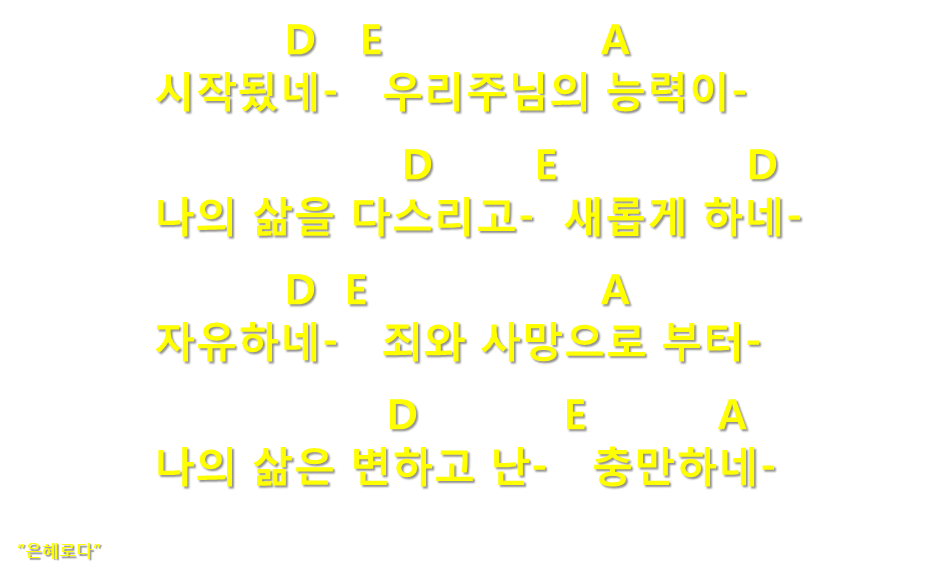 D E A
시작됬네- 우리주님의 능력이-
D E D
나의 삶을 다스리고- 새롭게 하네-
D E A
자유하네- 죄와 사망으로 부터-
D E A
나의 삶은 변하고 난- 충만하네-
“은혜로다”